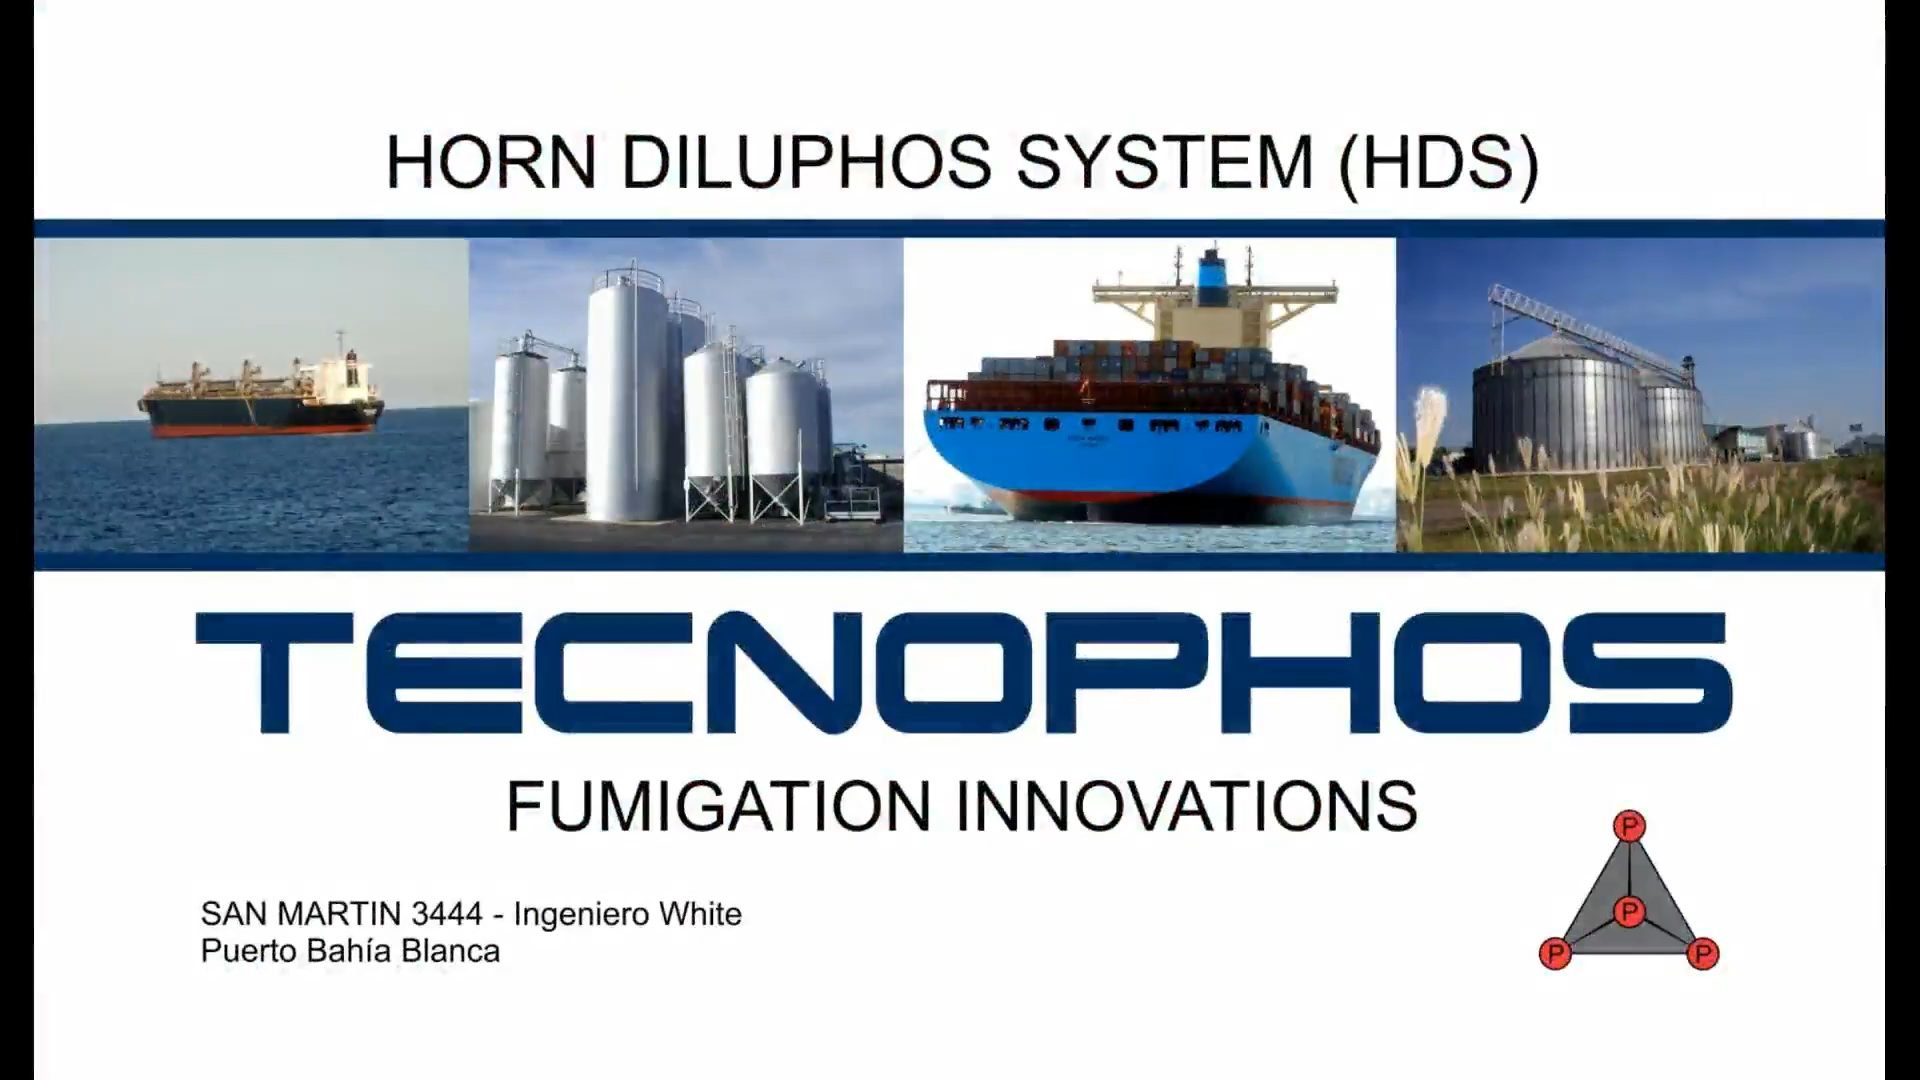 HORN DILUPHOS SYSTEM (HDS)
TECNOPHOS
FUMIGATION INNOVATIONS
SAN MARTIN 3444 - Ingeniero White
Puerto Bahía Blanca
P
P
P
P